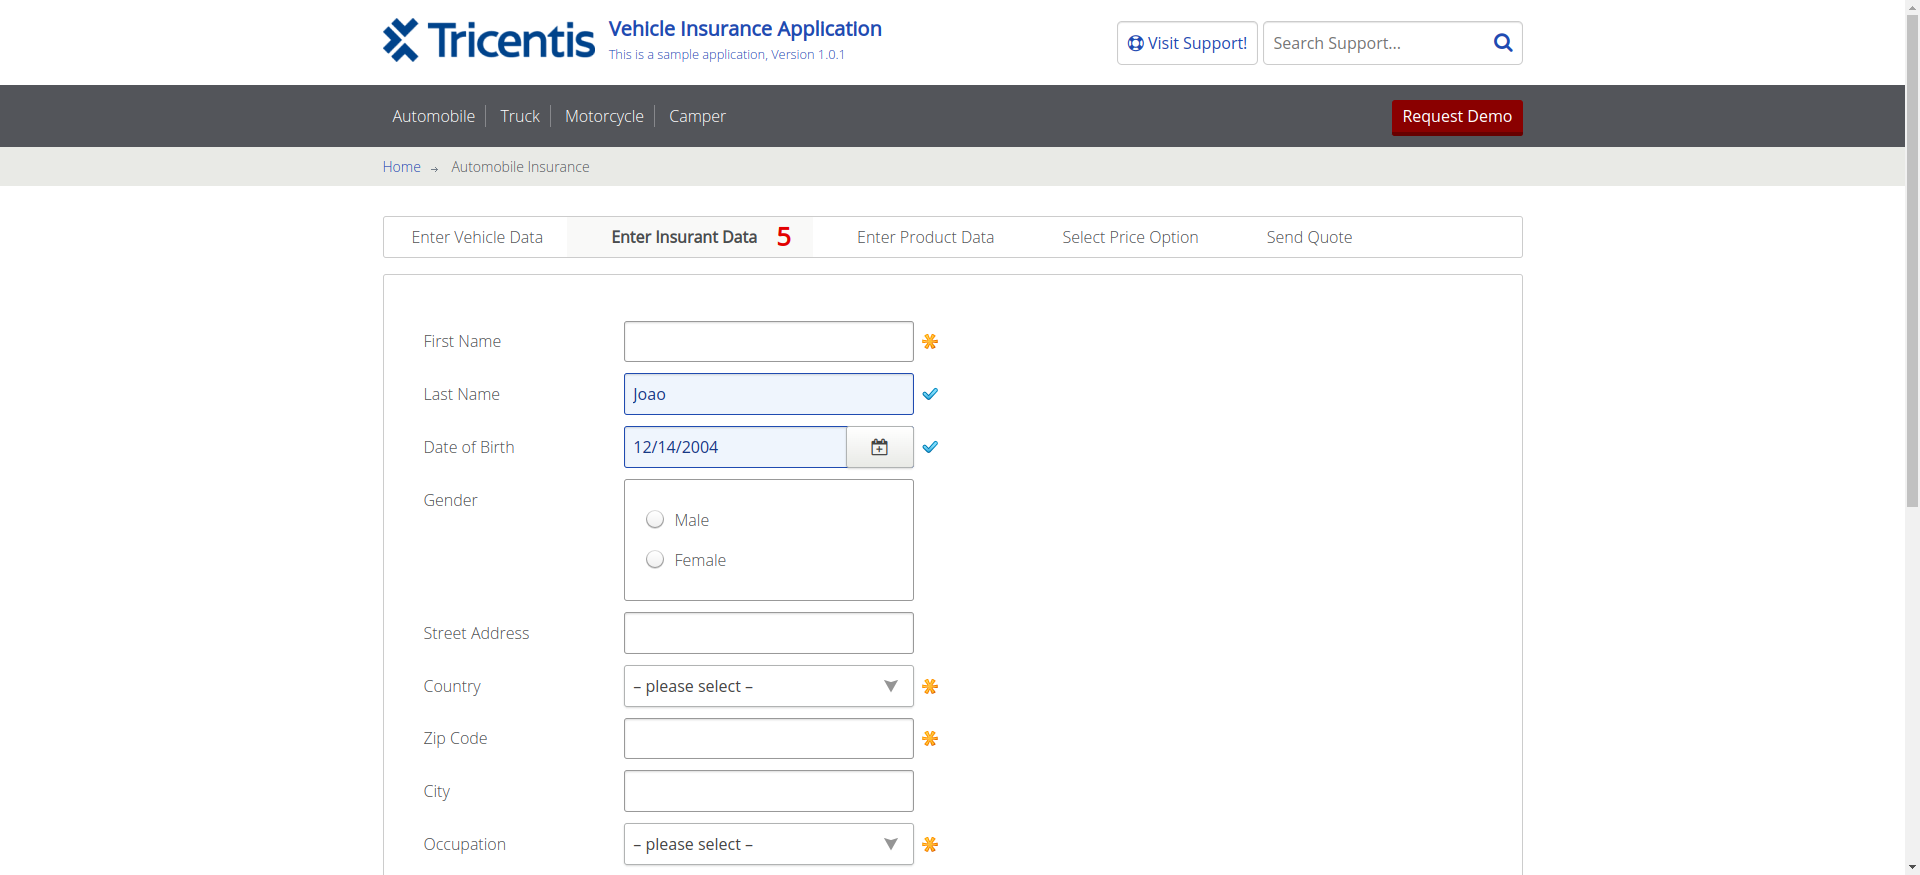 Tricentis
Vehicle Insurance Application
This is a sample application, Version 1.0.1
Visit Support!
Search Support...
Automobile
Truck
Motorcycle
Camper
Request Demo
Home → Automobile Insurance
Enter Vehicle Data
Enter Insurant Data 5
Enter Product Data
Select Price Option
Send Quote
First Name
Last Name
Joao
Date of Birth
12/14/2004
Gender
Male
Female
Street Address
Country
– please select –
Zip Code
City
Occupation
– please select –